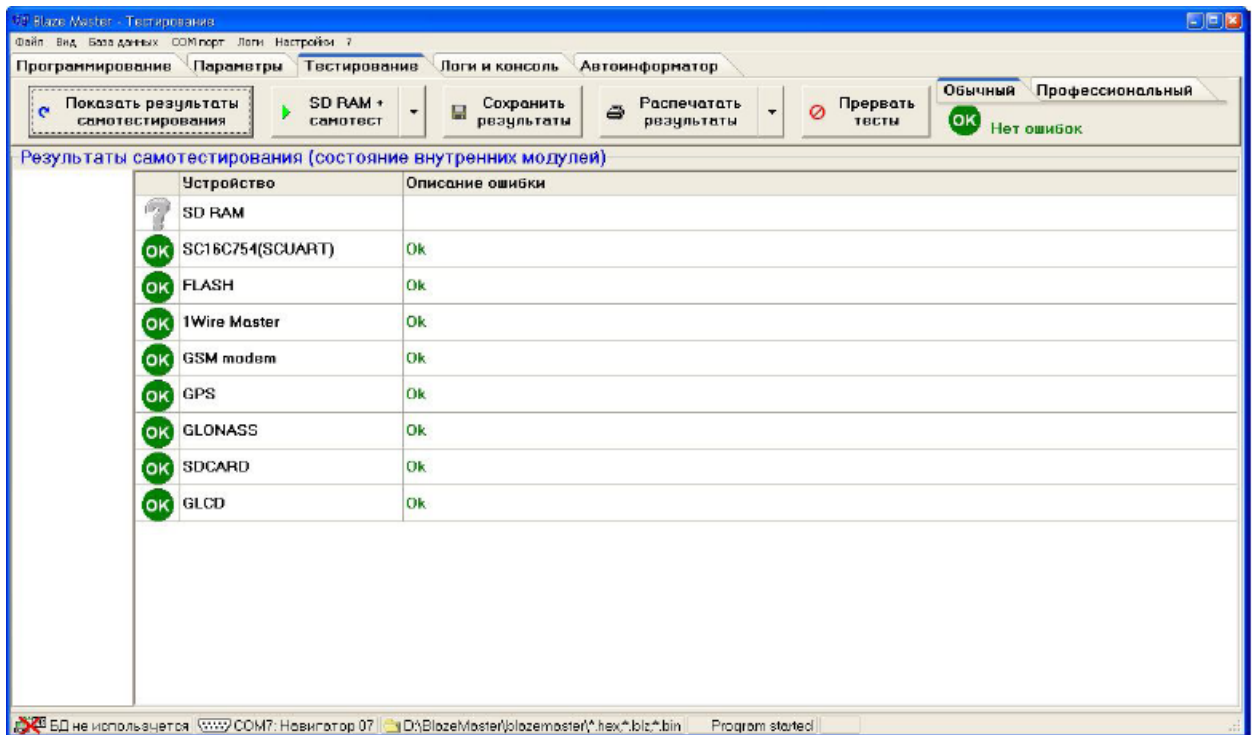 Blaze Master - Тестирование
Файл Вид База данных COM порт Логи Настройки ?
Программирование Параметры Тестирование Логи и консоль Автоинформатор
Показать результаты самотестирования
SD RAM + самотест
Сохранить результаты
Распечатать результаты
Прервать тесты
Обычный Профессиональный
OK Нет ошибок
Результаты самотестирования (состояние внутренних модулей)
Устройство Описание ошибки
SD RAM
OK SC16C754(SCUART) Ok
OK FLASH Ok
OK 1Wire Master Ok
OK GSM modem Ok
OK GPS Ok
OK GLONASS Ok
OK SDCARD Ok
OK GLCD Ok
БД не используется COM7: Навигатор 07 D:\BlazeMaster\blazemaster\*.hex;*.blz;*.bin Program started